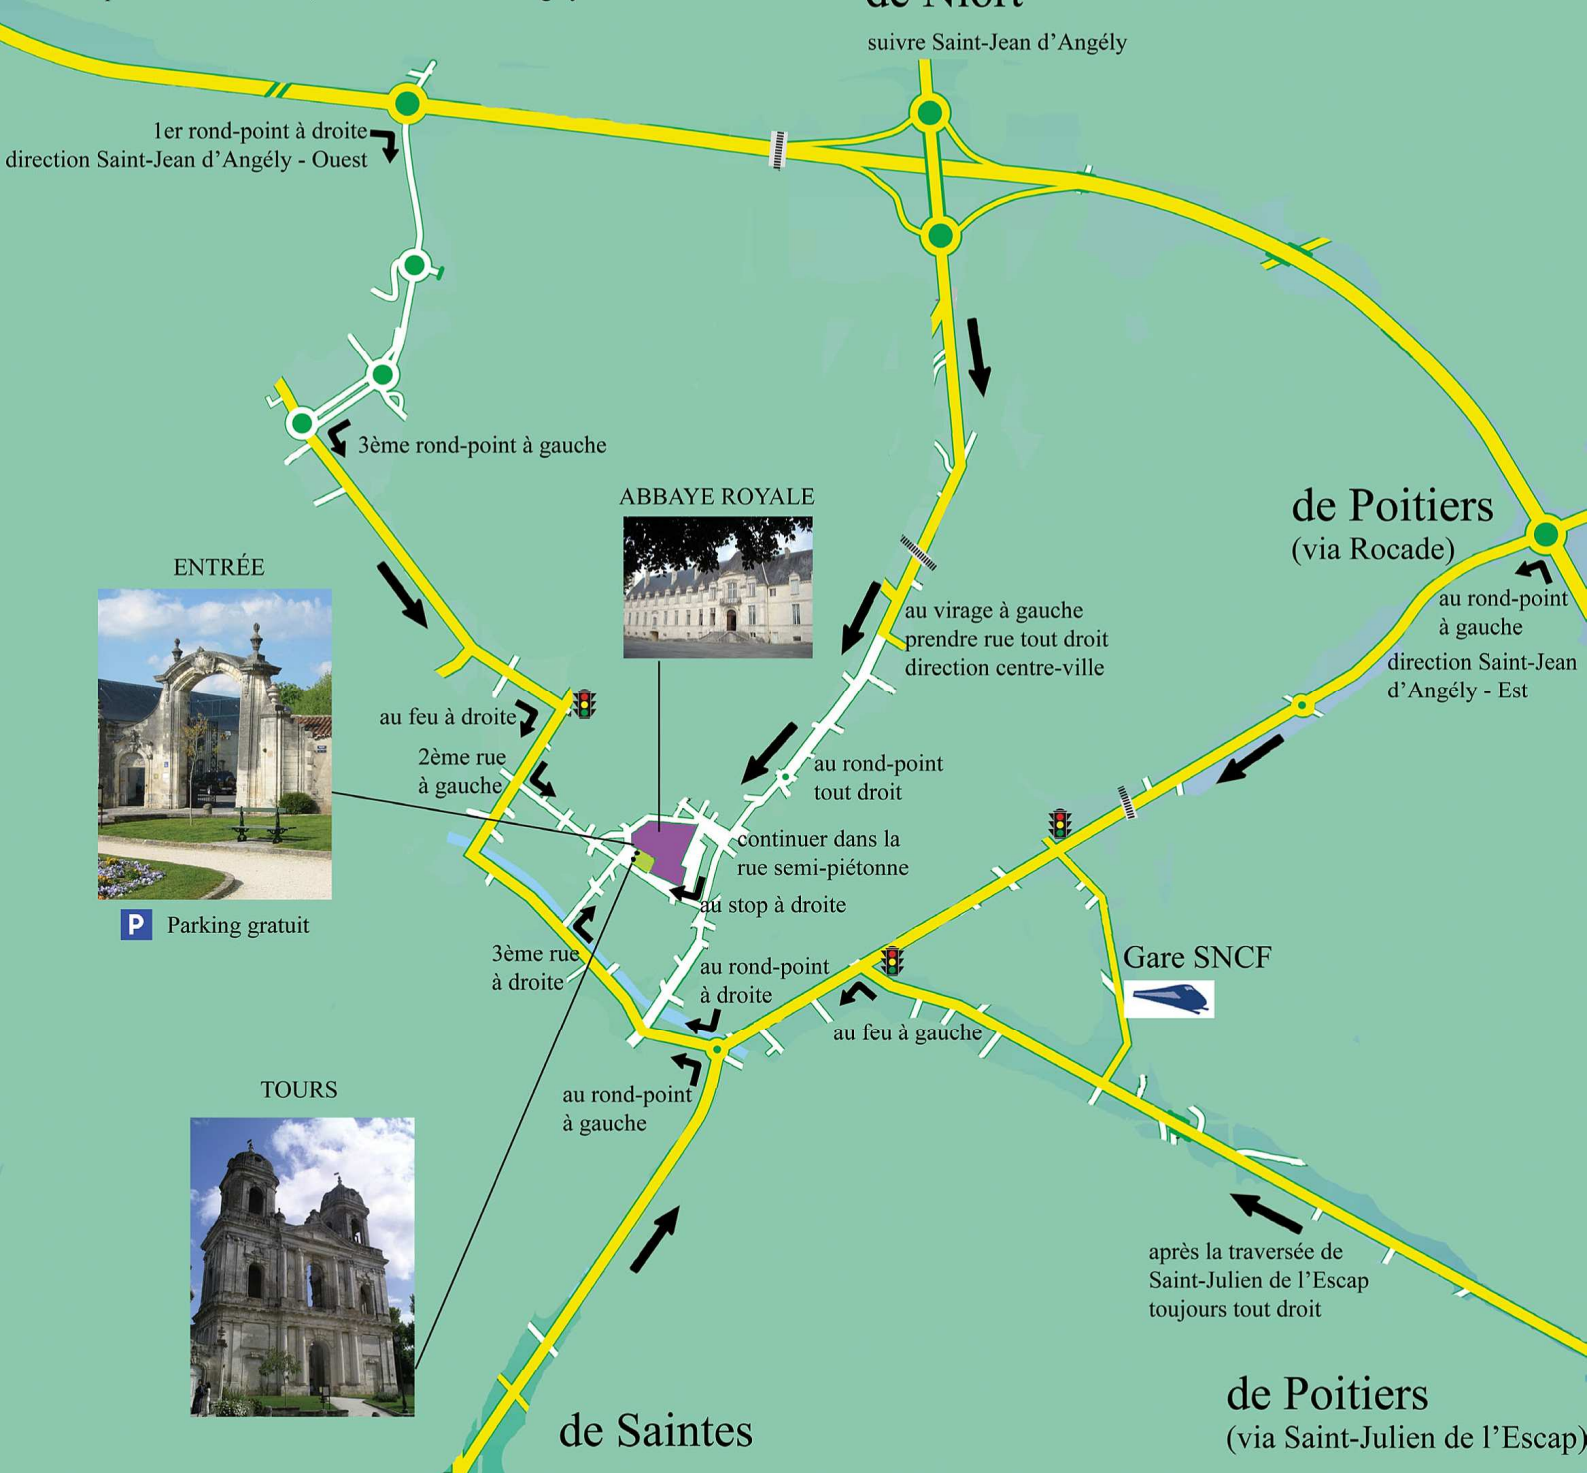 de Niort
suivre Saint-Jean d’Angély
1er rond-point à droite
direction Saint-Jean d’Angély - Ouest
3ème rond-point à gauche
ABBAYE ROYALE
de Poitiers
(via Rocade)
au rond-point
à gauche
direction Saint-Jean
d’Angély - Est
ENTRÉE
au virage à gauche
prendre rue tout droit
direction centre-ville
au feu à droite
2ème rue
à gauche
au rond-point
tout droit
continuer dans la
rue semi-piétonne
au stop à droite
P Parking gratuit
3ème rue
à droite
au rond-point
à droite
Gare SNCF
au feu à gauche
au rond-point
à gauche
TOURS
après la traversée de
Saint-Julien de l’Escap
toujours tout droit
de Poitiers
(via Saint-Julien de l’Escap)
de Saintes